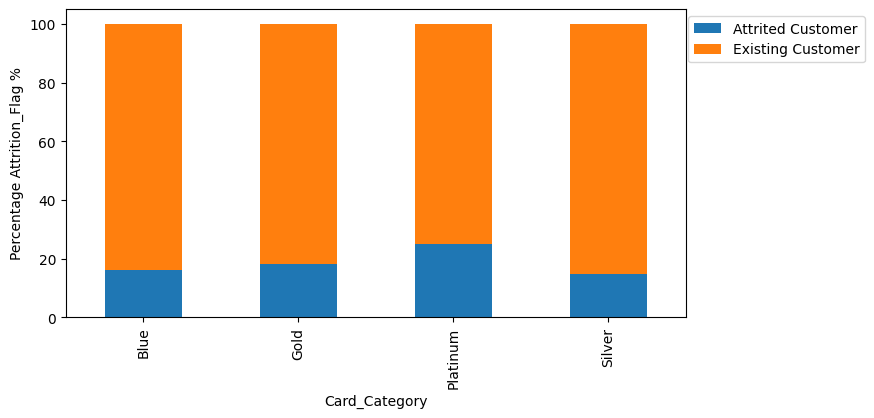 100
80
60
40
20
0
Percentage Attrition_Flag %
Attrited Customer
Existing Customer
Blue
Gold
Platinum
Silver
Card_Category